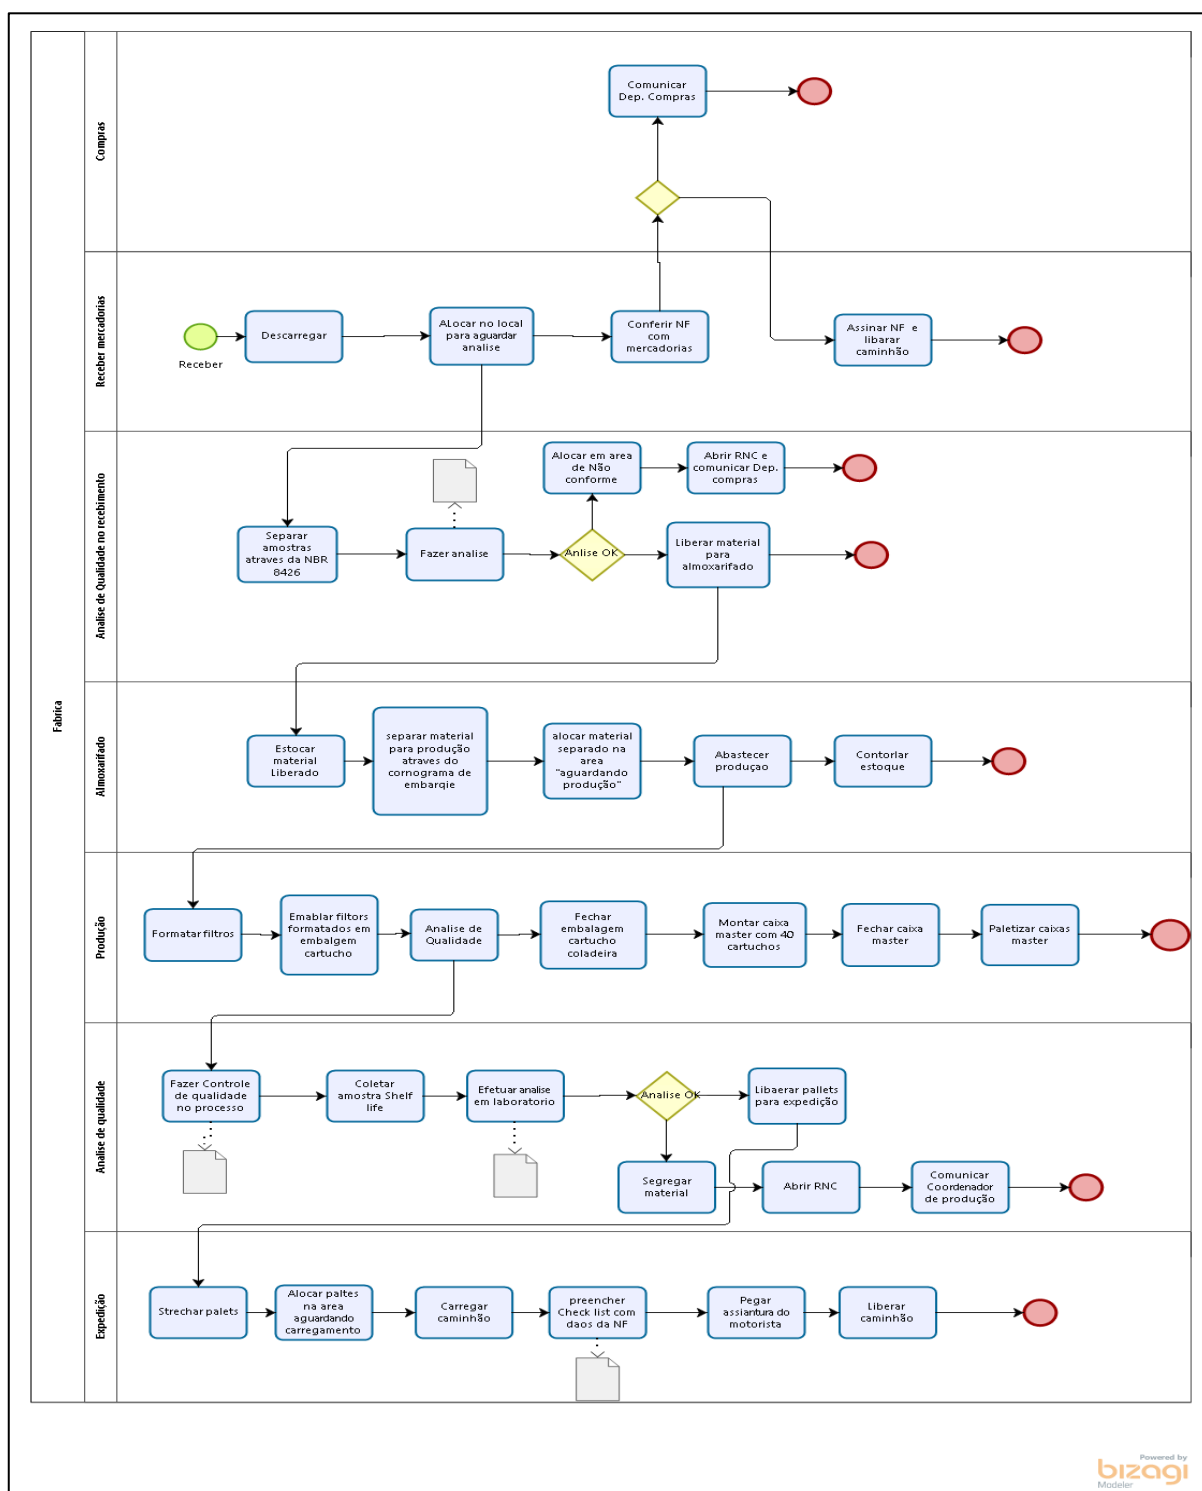 Fabrica
Compras
Comunicar
Dep. Compras
Receber mercadorias
Receber
Descarregar
ALocar no local
para aguardar
analise
Conferir NF
com
mercadorias
Assinar NF e
libarar
caminhão
Analise de Qualidade no recebimento
Alocar em area
de Não
conforme
Abrir RNC e
comunicar Dep.
compras
Separar
amostras
atraves da NBR
8426
Fazer analise
Anlise OK
Liberar material
para
almoxarifado
Almoxarifado
Estocar
material
Liberado
separar material
para produção
atraves do
cornograma de
embarqie
alocar material
separado na
area
"aguardando
produção"
Abastecer
produçao
Contorlar
estoque
Produção
Formatar filtros
Emablar filtors
formatados em
embalgem
cartucho
Analise de
Qualidade
Fechar
embalagem
cartucho
coladeira
Montar caixa
master com 40
cartuchos
Fechar caixa
master
Paletizar caixas
master
Analise de qualidade
Fazer Controle
de qualidade
no processo
Coletar
amostra Shelf
life
Efetuar analise
em laboratorio
Analise OK
Libaerar pallets
para expedição
Segregar
material
Abrir RNC
Comunicar
Coordenador
de produção
Expedição
Strechar palets
Alocar paltes
na area
aguardando
carregamento
Carregar
caminhão
preencher
Check list com
daos da NF
Pegar
assiantura do
motorista
Liberar
caminhão
Powered by
bizagi
Modeler